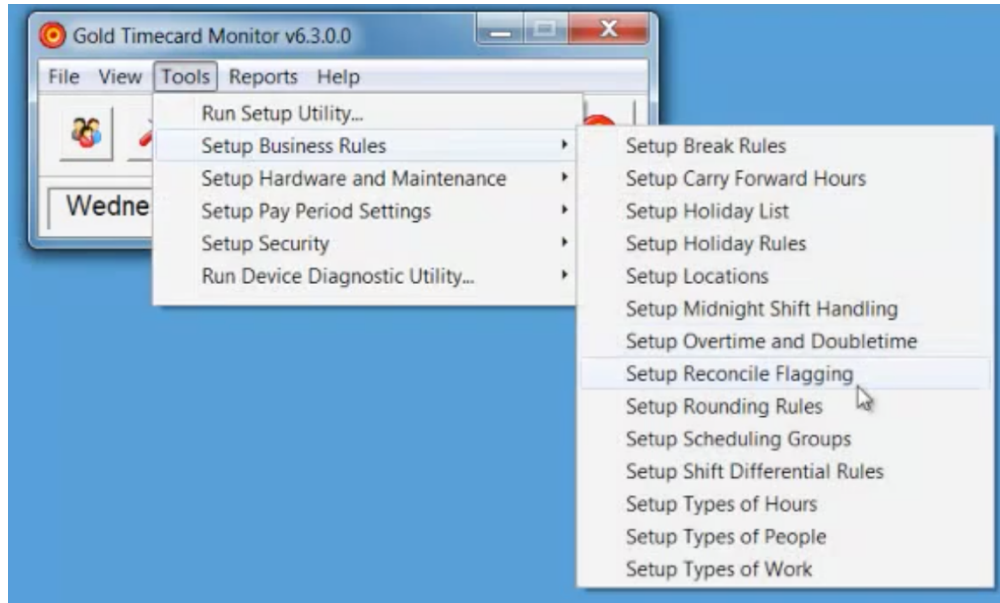 Gold Timecard Monitor v6.3.0.0
File View Tools Reports Help
Run Setup Utility...
Setup Business Rules
Setup Hardware and Maintenance
Setup Pay Period Settings
Setup Security
Run Device Diagnostic Utility...
Wedne
Setup Break Rules
Setup Carry Forward Hours
Setup Holiday List
Setup Holiday Rules
Setup Locations
Setup Midnight Shift Handling
Setup Overtime and Doubletime
Setup Reconcile Flagging
Setup Rounding Rules
Setup Scheduling Groups
Setup Shift Differential Rules
Setup Types of Hours
Setup Types of People
Setup Types of Work